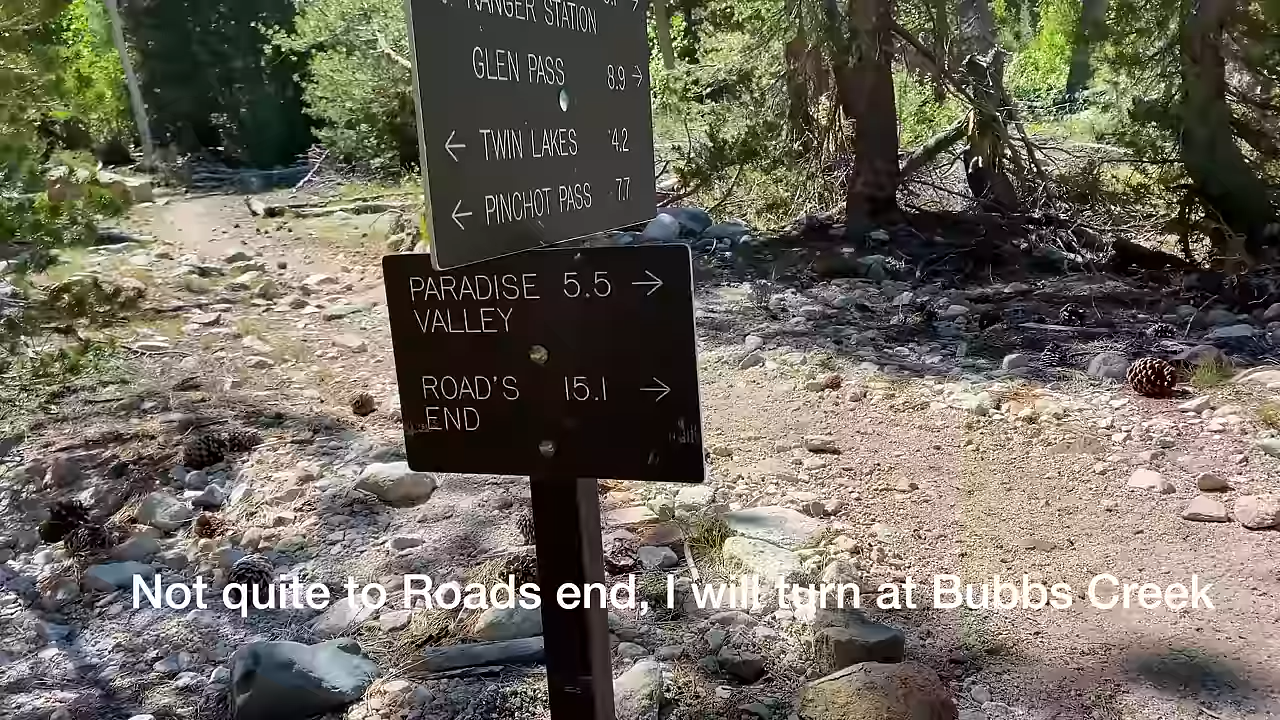 RANGER STATION
GLEN PASS 8.9 →
← TWIN LAKES 4.2
← PINCHOT PASS 7.7
PARADISE 5.5 →
VALLEY
ROAD'S 15.1 →
END
Not quite to Roads end, I will turn at Bubbs Creek